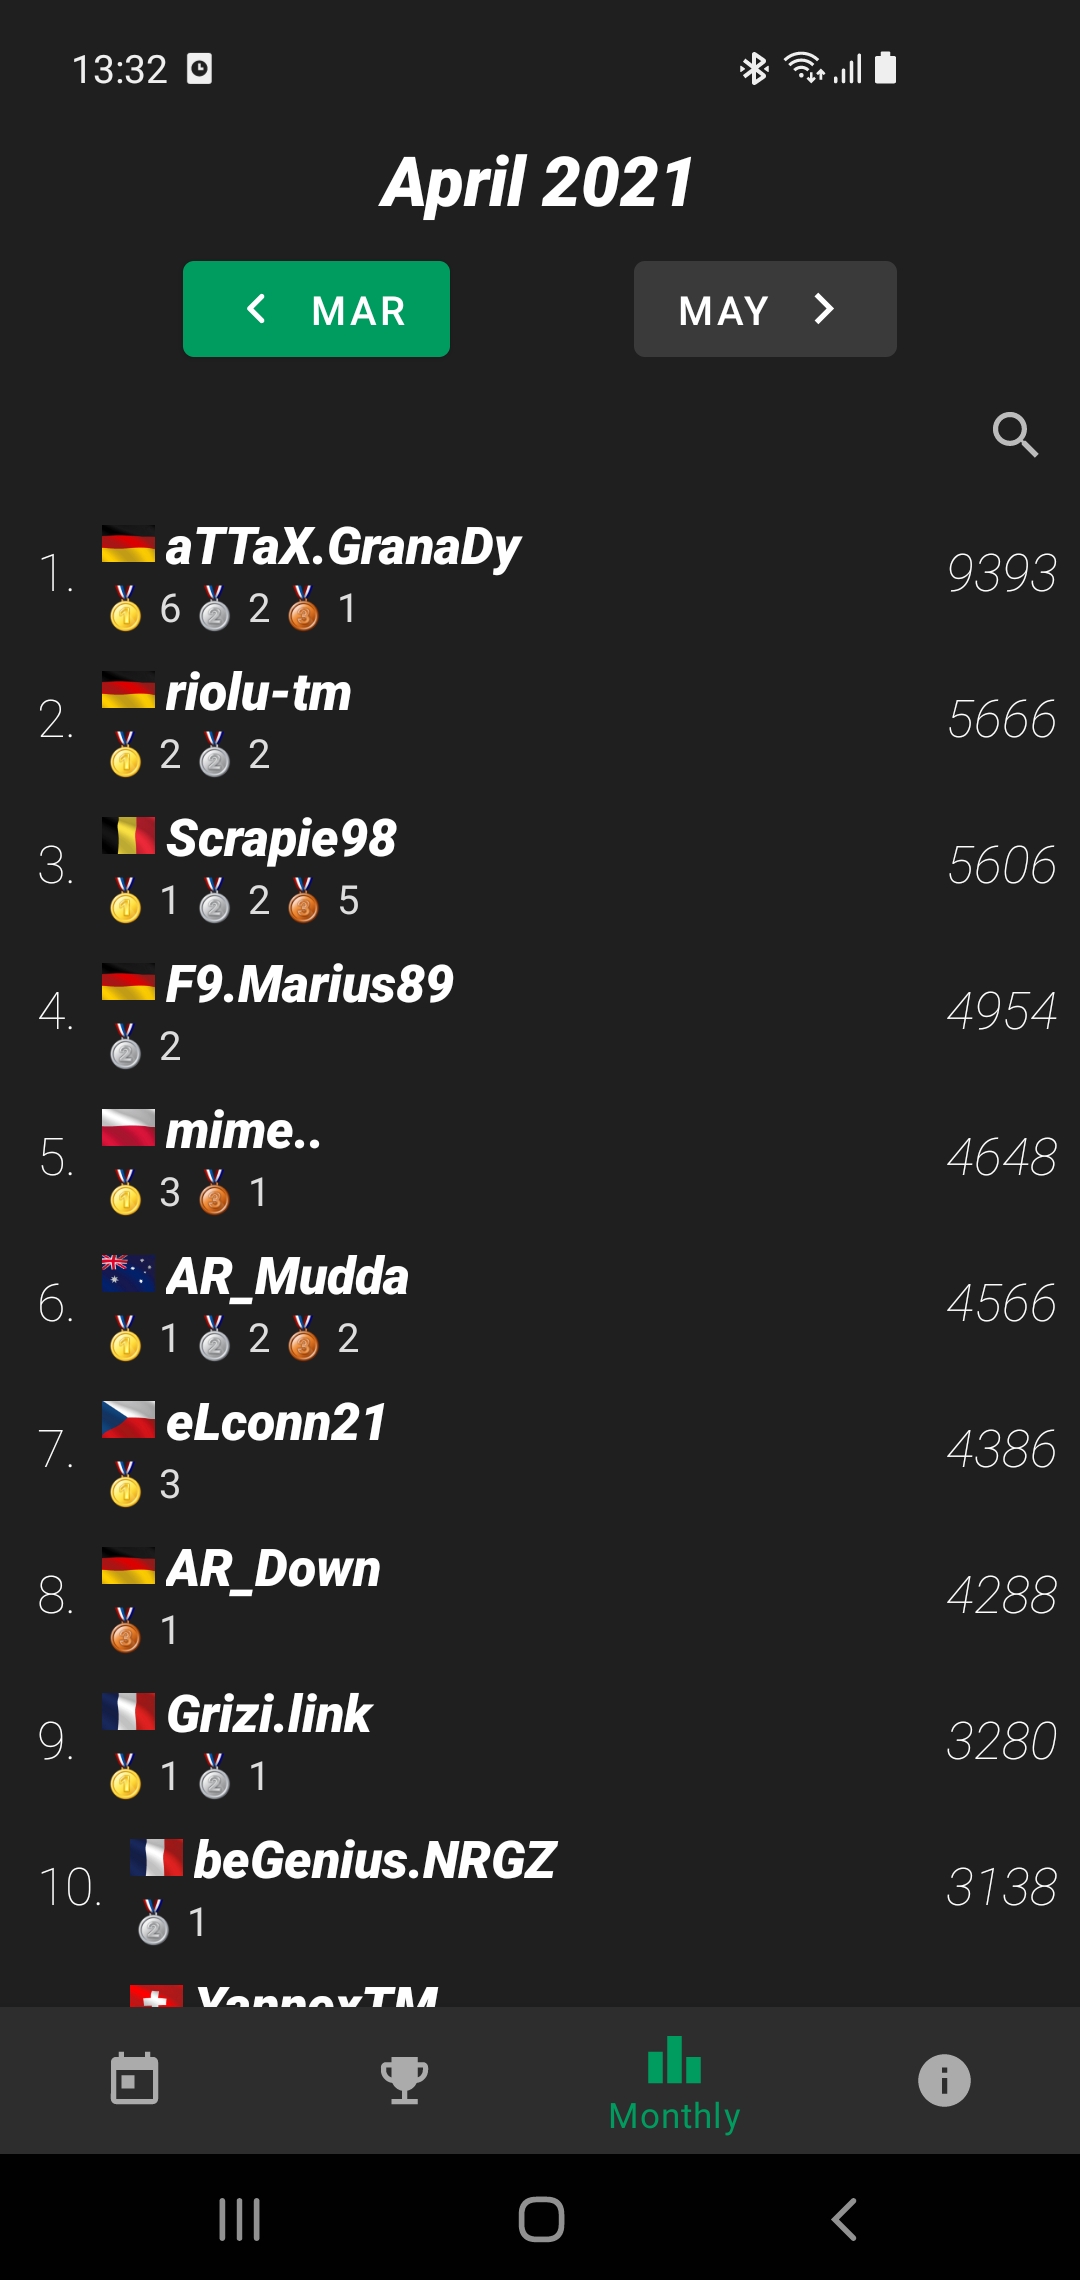 13:32
April 2021
MAR
MAY
1. aTTaX.GranaDy 9393
6 2 1
2. riolu-tm 5666
2 2
3. Scrapie98 5606
1 2 5
4. F9.Marius89 4954
2
5. mime.. 4648
3 1
6. AR_Mudda 4566
1 2 2
7. eLconn21 4386
3
8. AR_Down 4288
1
9. Grizi.link 3280
1 1
10. beGenius.NRGZ 3138
1
YannexTM
Monthly